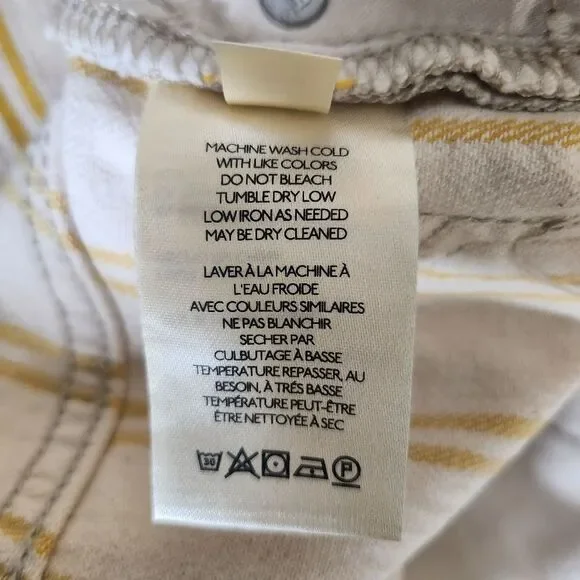 MACHINE WASH COLD
WITH LIKE COLORS
DO NOT BLEACH
TUMBLE DRY LOW
LOW IRON AS NEEDED
MAY BE DRY CLEANED
LAVER À LA MACHINE À
L'EAU FROIDE
AVEC COULEURS SIMILAIRES
NE PAS BLANCHIR
SECHER PAR
CULBUTAGE À BASSE
TEMPERATURE REPASSER, AU
BESOIN, À TRÉS BASSE
TEMPÉRATURE PEUT-ÊTRE
ÊTRE NETTOYÉE À SEC
30 P